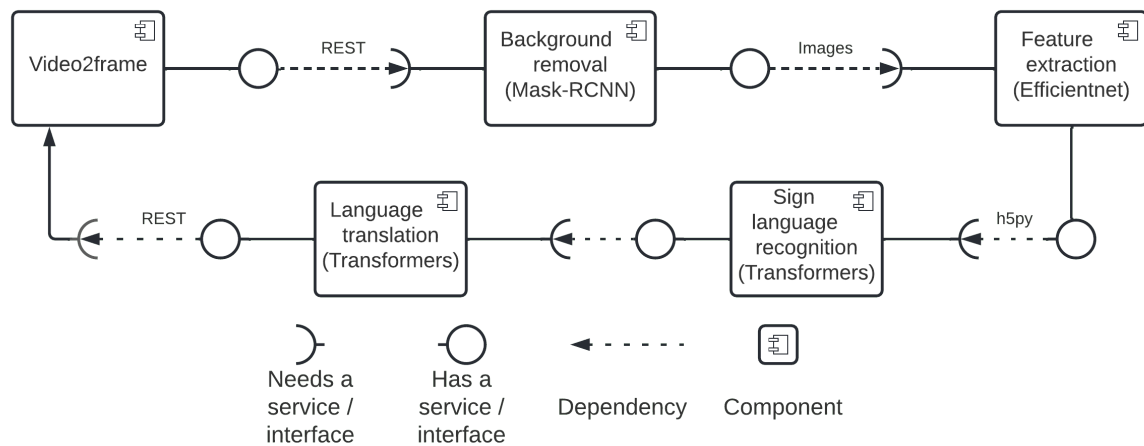 Video2frame
REST
Background
removal
(Mask-RCNN)
Images
Feature
extraction
(Efficientnet)
REST
Language
translation
(Transformers)
Sign
language
recognition
(Transformers)
h5py
Needs a
service /
interface
Has a
service /
interface
Dependency
Component